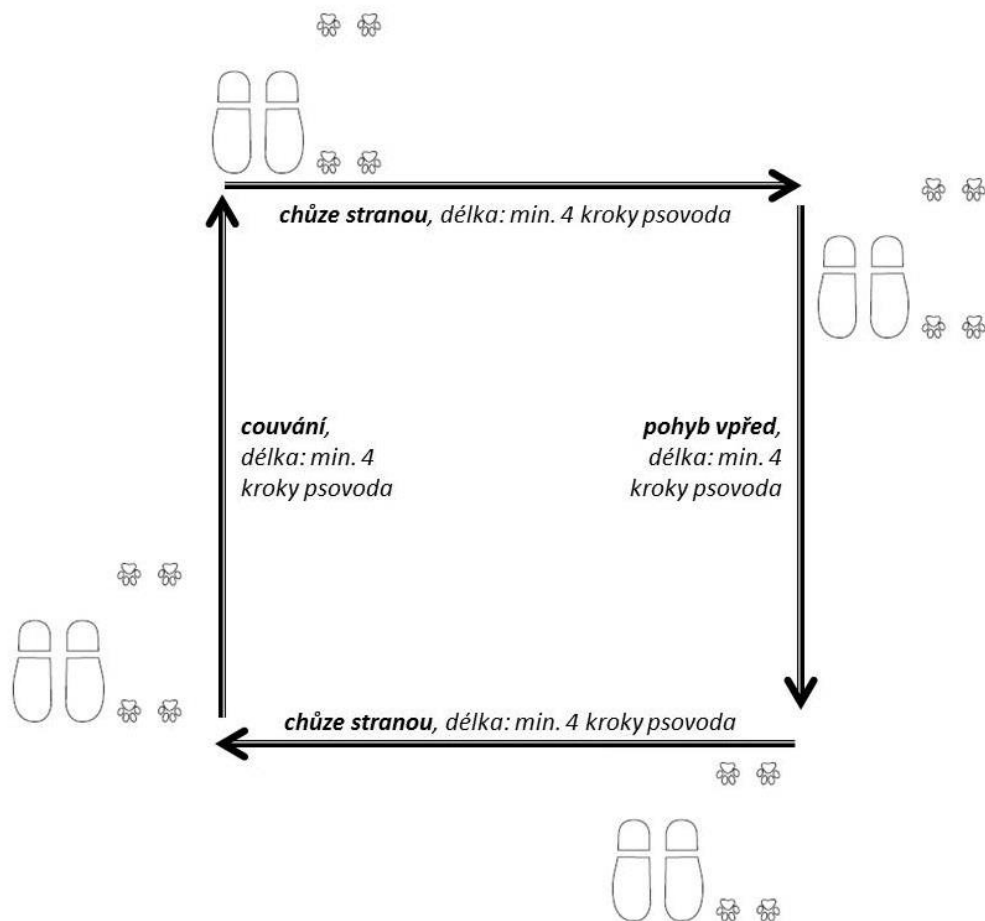 chůze stranou, délka: min. 4 kroky psovoda
couvání,
délka: min. 4
kroky psovoda
pohyb vpřed,
délka: min. 4
kroky psovoda
chůze stranou, délka: min. 4 kroky psovoda